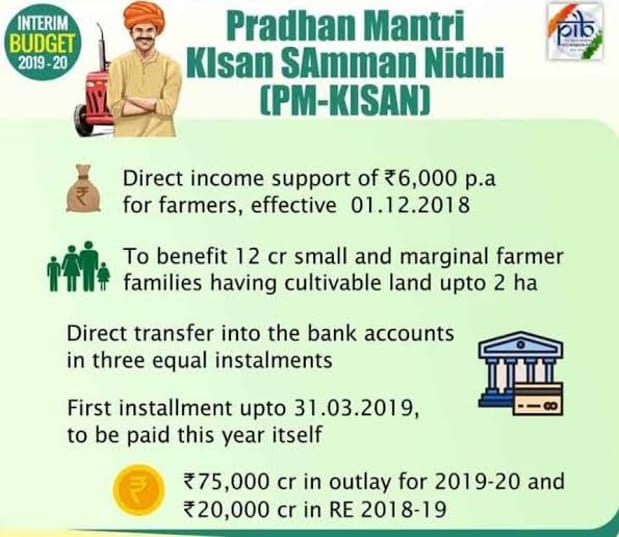 INTERIM
BUDGET
2019-20
Pradhan Mantri
KIsan SAmman Nidhi
(PM-KISAN)
pib
Direct income support of ₹6,000 p.a
for farmers, effective 01.12.2018
To benefit 12 cr small and marginal farmer
families having cultivable land upto 2 ha
Direct transfer into the bank accounts
in three equal instalments
First installment upto 31.03.2019,
to be paid this year itself
₹75,000 cr in outlay for 2019-20 and
₹20,000 cr in RE 2018-19